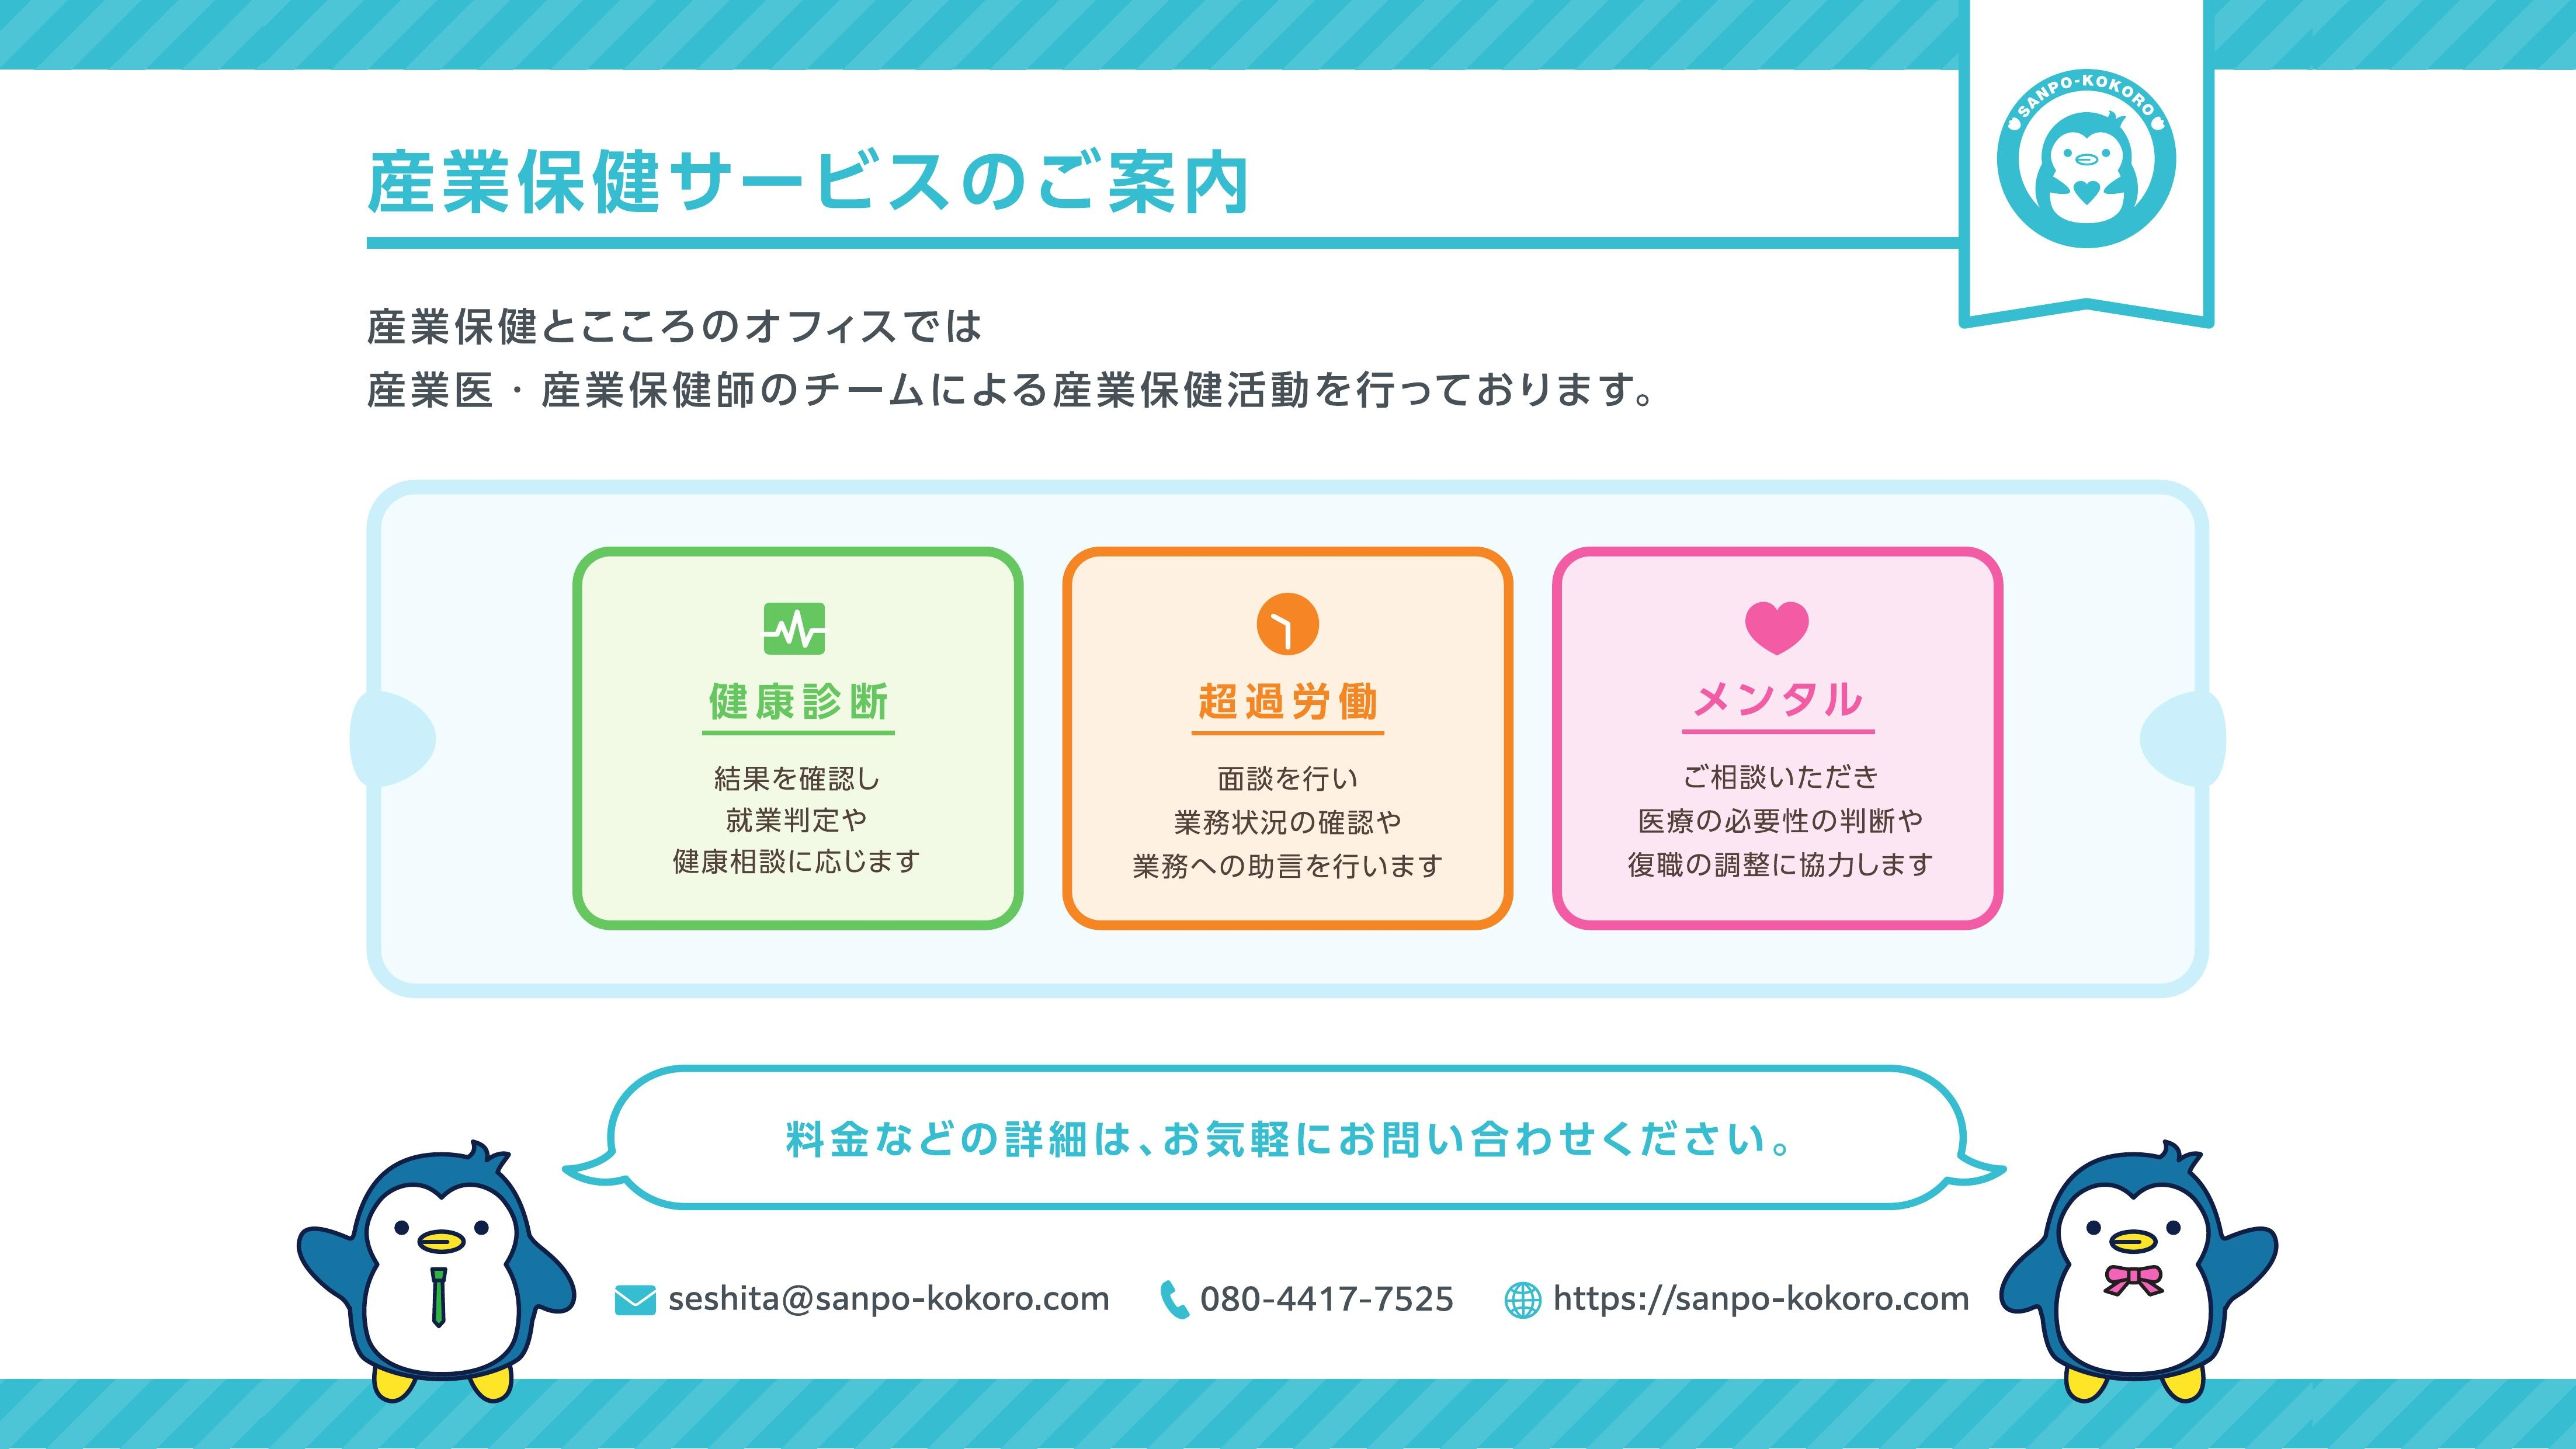 SANPO-KOKORO
産業保健サービスのご案内
産業保健とこころのオフィスでは
産業医・産業保健師のチームによる産業保健活動を行っております。
健康診断
結果を確認し
就業判定や
健康相談に応じます
超過労働
面談を行い
業務状況の確認や
業務への助言を行います
メンタル
ご相談いただき
医療の必要性の判断や
復職の調整に協力します
料金などの詳細は、お気軽にお問い合わせください。
seshita@sanpo-kokoro.com
080-4417-7525
https://sanpo-kokoro.com